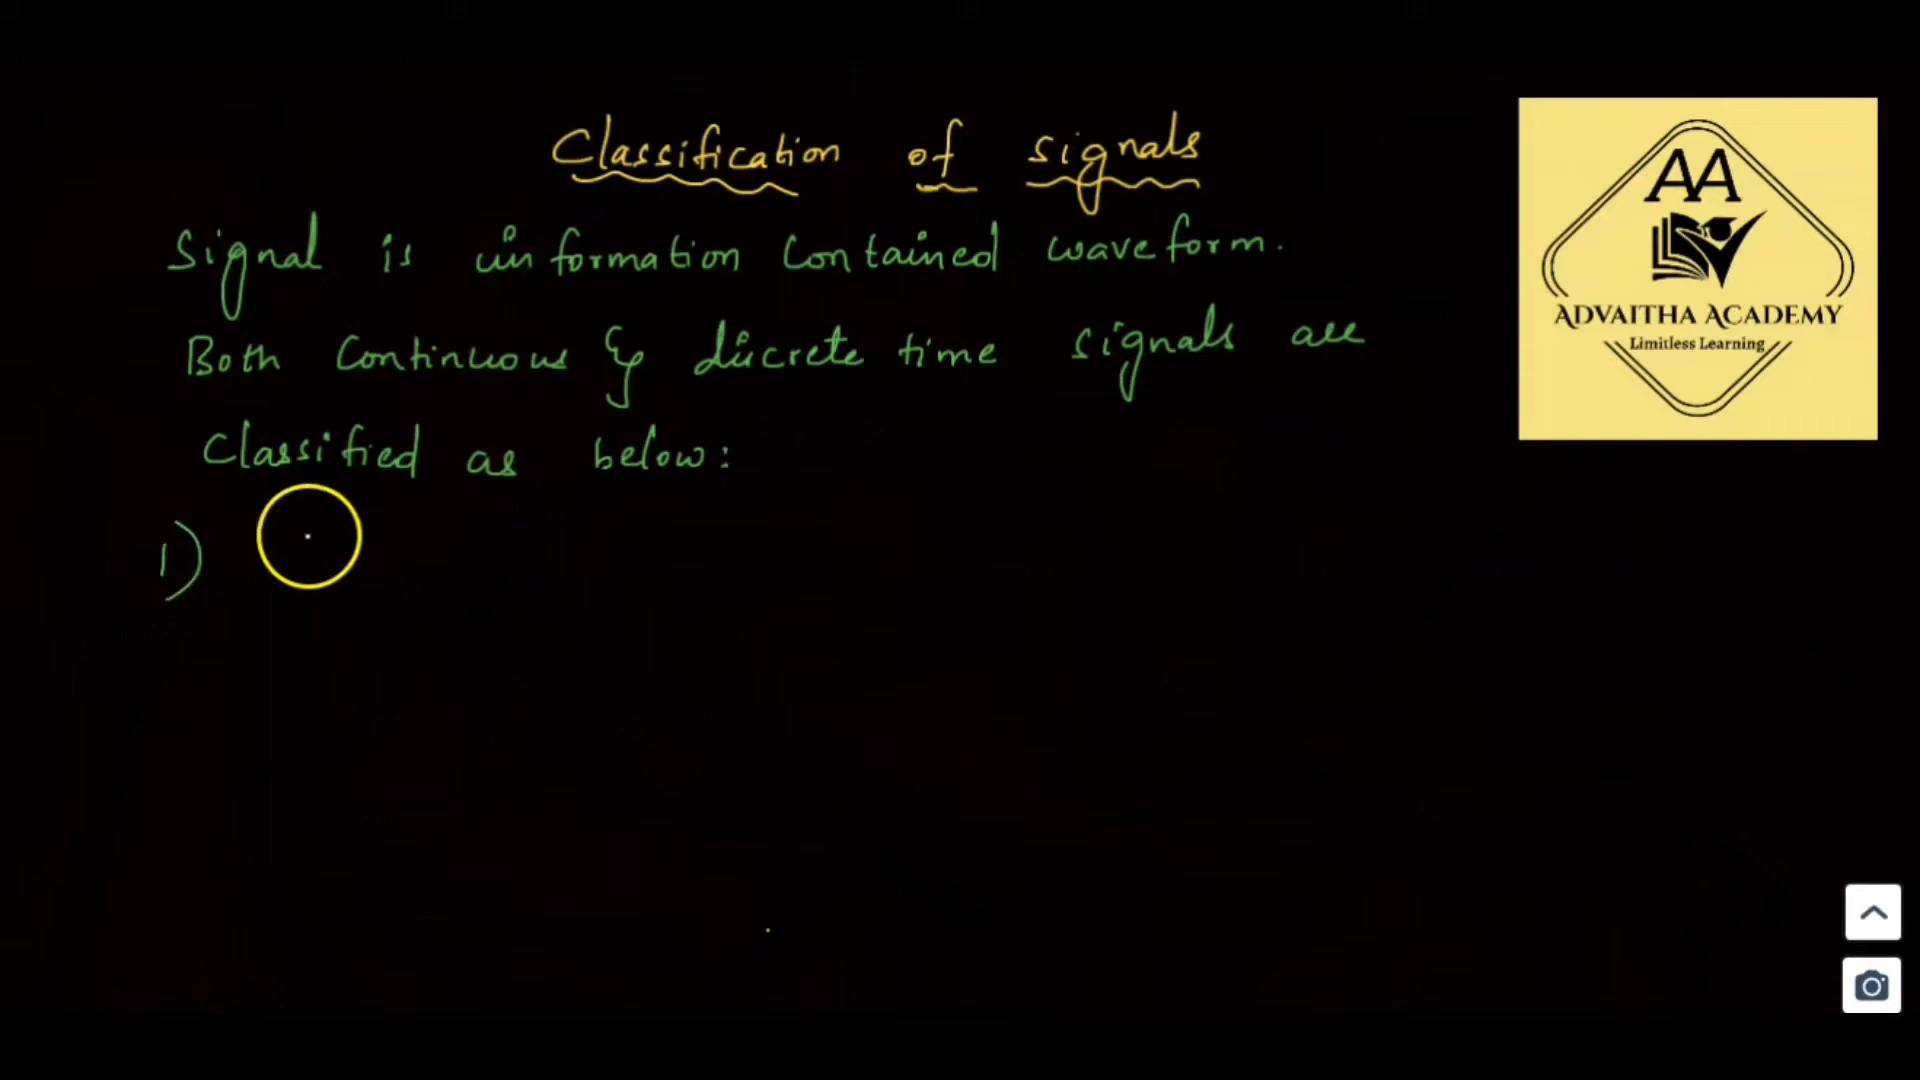 Classification of signals
Signal is information contained waveform.
Both Continuous & discrete time signals are
Classified as below:
1)
AA
ADVAITHA ACADEMY
Limitless Learning